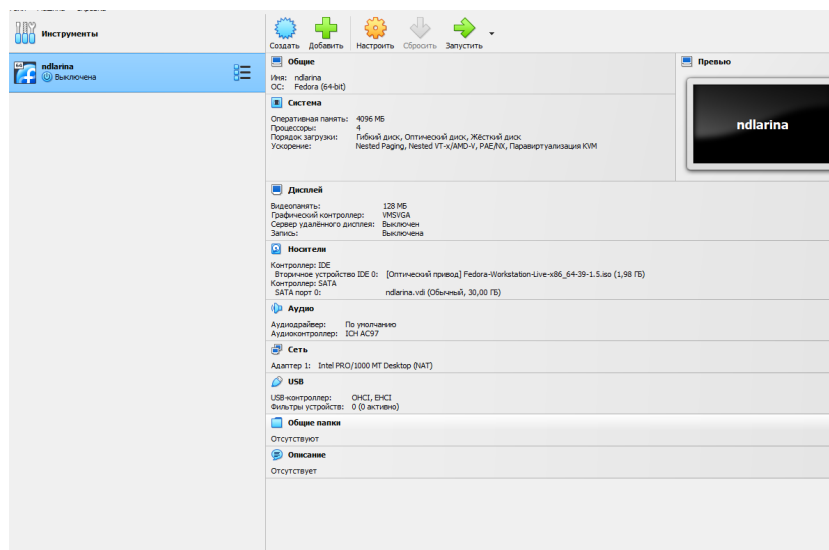 Инструменты
Создать Добавить Настроить Сбросить Запустить
64
ndlarina
Выключена
Общие
Имя: ndlarina
ОС: Fedora (64-bit)
Превью
ndlarina
Система
Оперативная память: 4096 МБ
Процессоры: 4
Порядок загрузки: Гибкий диск, Оптический диск, Жёсткий диск
Ускорение: Nested Paging, Nested VT-x/AMD-V, PAE/NX, Паравиртуализация KVM
Дисплей
Видеопамять: 128 МБ
Графический контроллер: VMSVGA
Сервер удалённого дисплея: Выключен
Запись: Выключена
Носители
Контроллер: IDE
Вторичное устройство IDE 0: [Оптический привод] Fedora-Workstation-Live-x86_64-39-1.5.iso (1,98 ГБ)
Контроллер: SATA
SATA порт 0: ndlarina.vdi (Обычный, 30,00 ГБ)
Аудио
Аудиодрайвер: По умолчанию
Аудиоконтроллер: ICH AC97
Сеть
Адаптер 1: Intel PRO/1000 MT Desktop (NAT)
USB
USB-контроллер: OHCI, EHCI
Фильтры устройств: 0 (0 активно)
Общие папки
Отсутствуют
Описание
Отсутствует